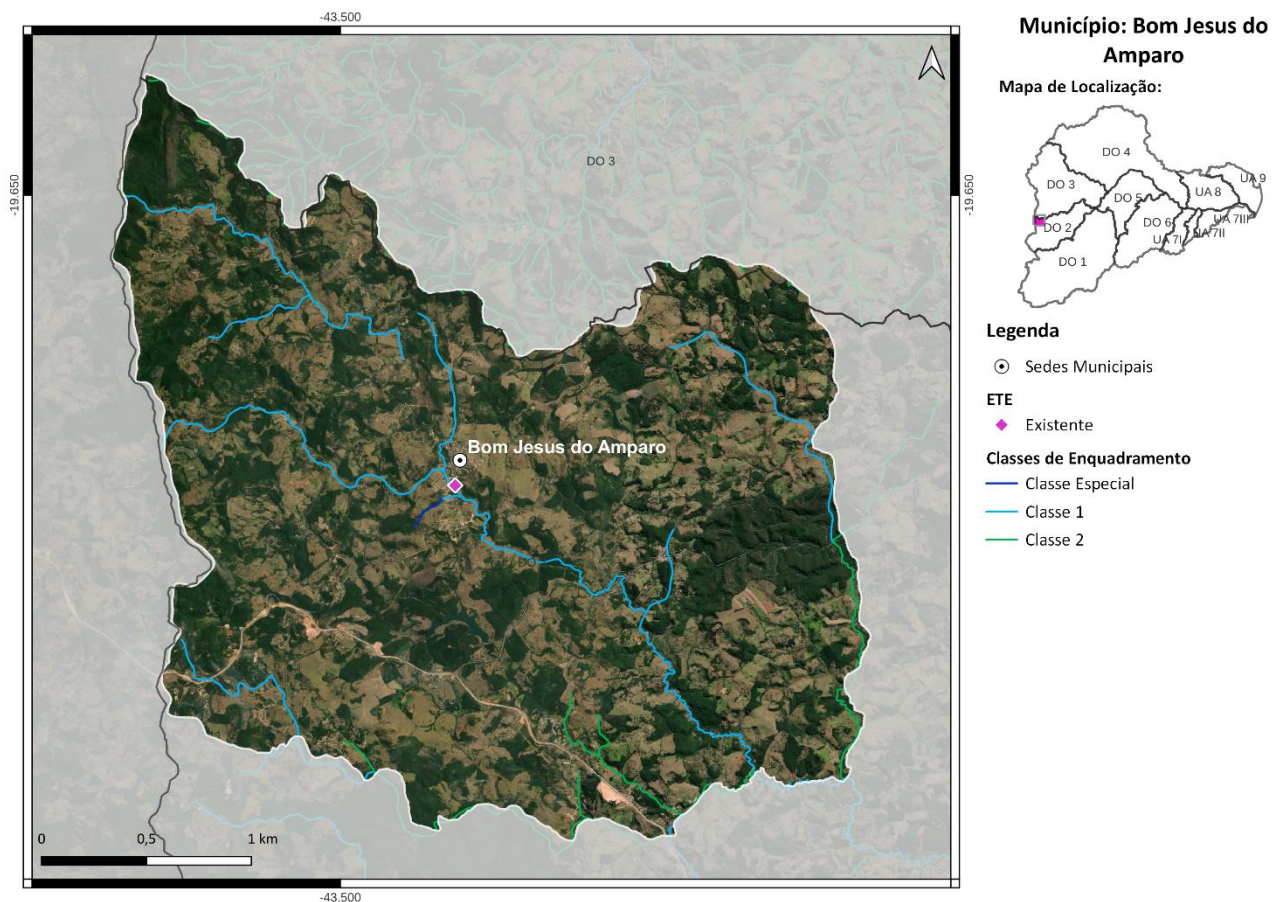 -43.500
Município: Bom Jesus do
Amparo
Mapa de Localização:
DO 4
DO 3
UA 9
UA 8
DO 5
DO 6
UA 7III
DO 2
UA 7II
UA 7I
DO 1
DO 3
-19.650
-19.650
Legenda
Sedes Municipais
ETE
Existente
Classes de Enquadramento
Classe Especial
Classe 1
Classe 2
Bom Jesus do Amparo
0 0,5 1 km
-43.500